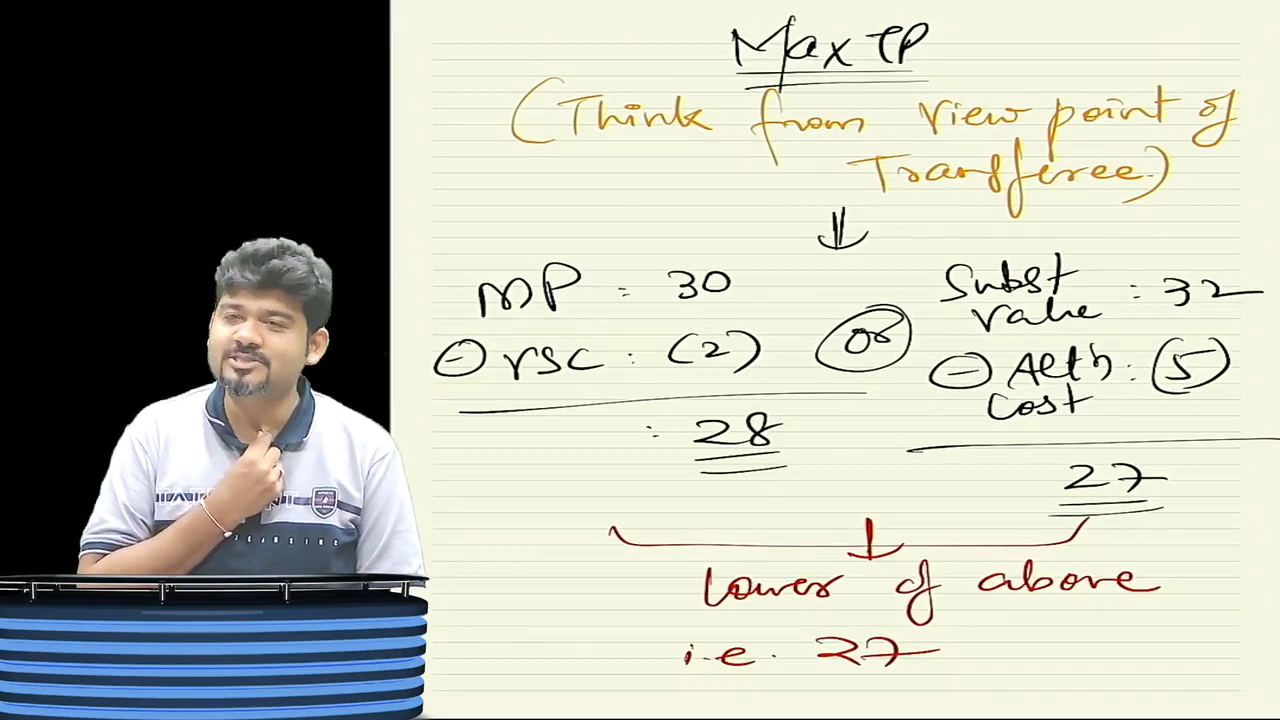 Max TP
(Think from view point of
Transferee.)
MP : 30
⊖ VSC : (2)
: 28
or
Subst value : 32
⊖ Alth : (5)
cost
27
Lower of above
i.e. 27